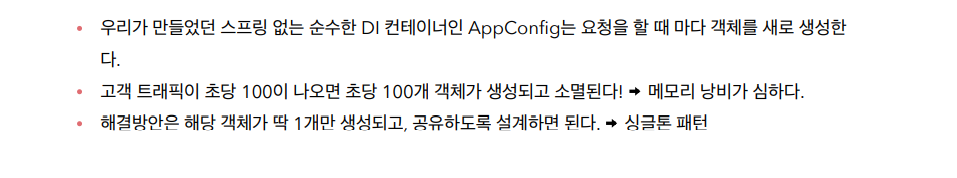 • 우리가 만들었던 스프링 없는 순수한 DI 컨테이너인 AppConfig는 요청을 할 때 마다 객체를 새로 생성한
다.
• 고객 트래픽이 초당 100이 나오면 초당 100개 객체가 생성되고 소멸된다! ➡ 메모리 낭비가 심하다.
• 해결방안은 해당 객체가 딱 1개만 생성되고, 공유하도록 설계하면 된다. ➡ 싱글톤 패턴